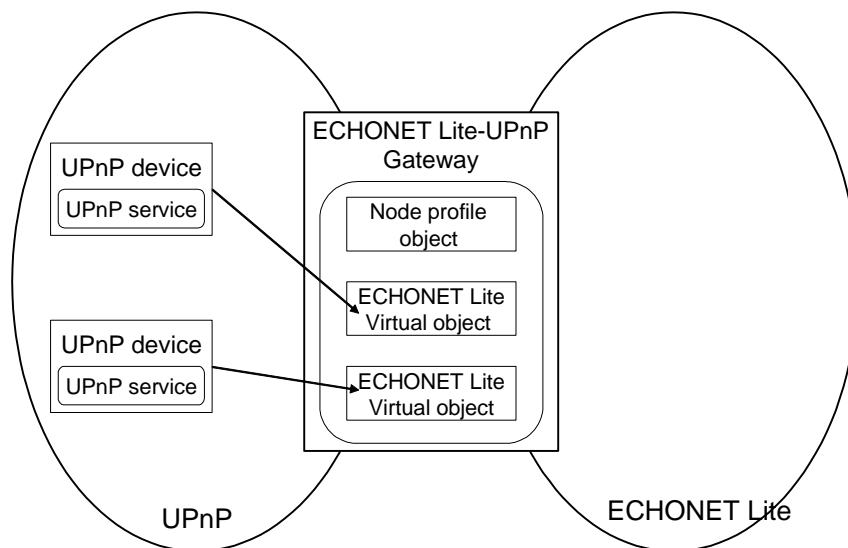 ECHONET Lite-UPnP
Gateway
UPnP device
UPnP service
Node profile
object
ECHONET Lite
Virtual object
UPnP device
UPnP service
ECHONET Lite
Virtual object
UPnP
ECHONET Lite